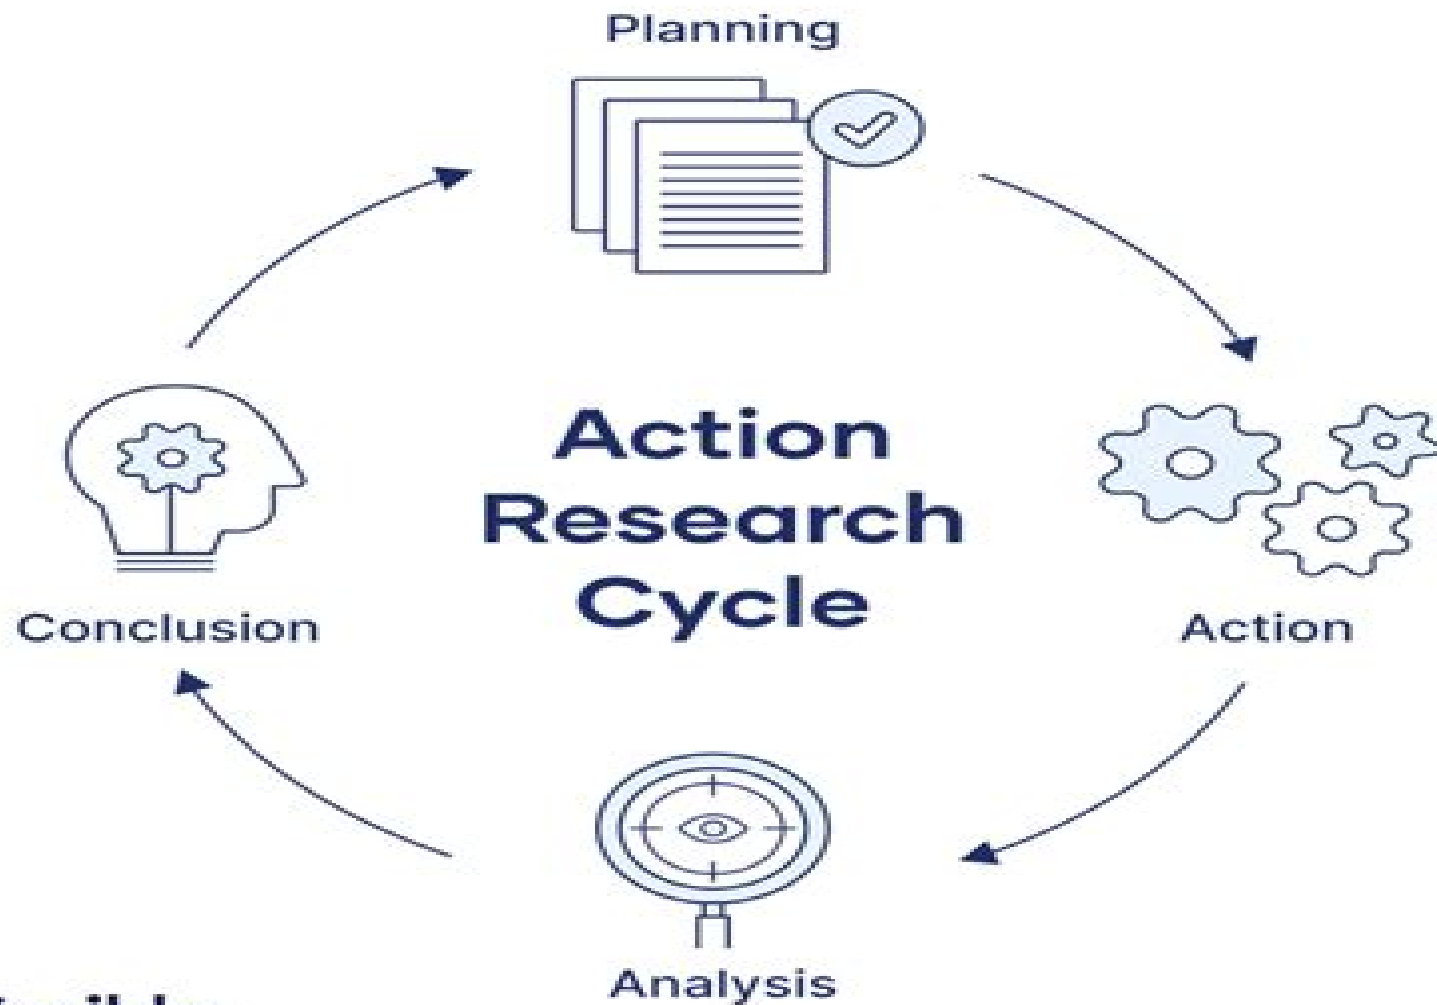 Planning
Action
Research
Cycle
Conclusion
Action
Analysis